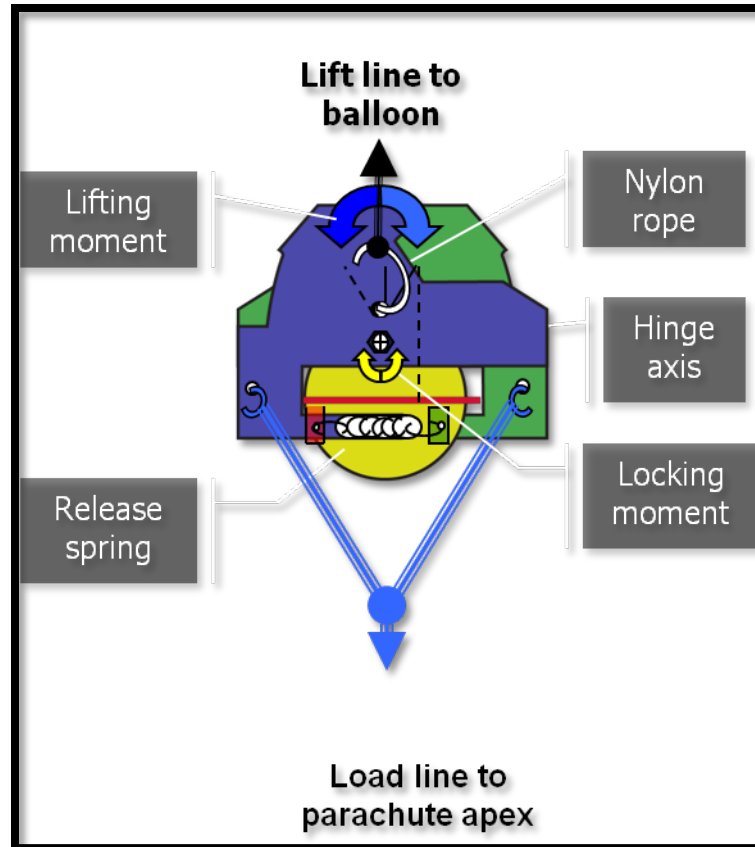 Lift line to
balloon
Lifting
moment
Nylon
rope
Hinge
axis
Release
spring
Locking
moment
Load line to
parachute apex